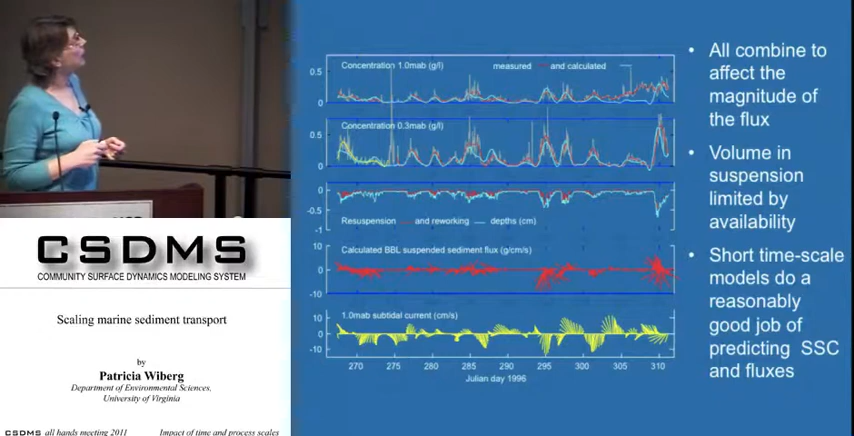 CSDMS
COMMUNITY SURFACE DYNAMICS MODELING SYSTEM
Scaling marine sediment transport
by
Patricia Wiberg
Department of Environmental Sciences,
University of Virginia
CSDMS all hands meeting 2011 Impact of time and process scales
Concentration 1.0mab (g/l) measured and calculated
0.5
0
Concentration 0.3mab (g/l)
0.5
0
0
-0.5
Resuspension and reworking depths (cm)
-1
Calculated BBL suspended sediment flux (g/cm/s)
10
0
-10
1.0mab subtidal current (cm/s)
10
0
-10
270 275 280 285 290 295 300 305 310
Julian day 1996
• All combine to
affect the
magnitude of
the flux
• Volume in
suspension
limited by
availability
• Short time-scale
models do a
reasonably
good job of
predicting SSC
and fluxes